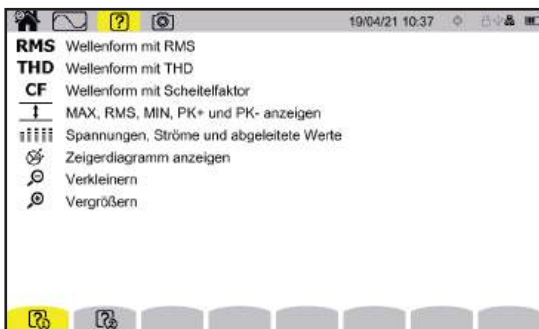 19/04/21 10:37
RMS Wellenform mit RMS
THD Wellenform mit THD
CF Wellenform mit Scheitelfaktor
MAX, RMS, MIN, PK+ und PK- anzeigen
Spannungen, Ströme und abgeleitete Werte
Zeigerdiagramm anzeigen
Verkleinern
Vergrößern